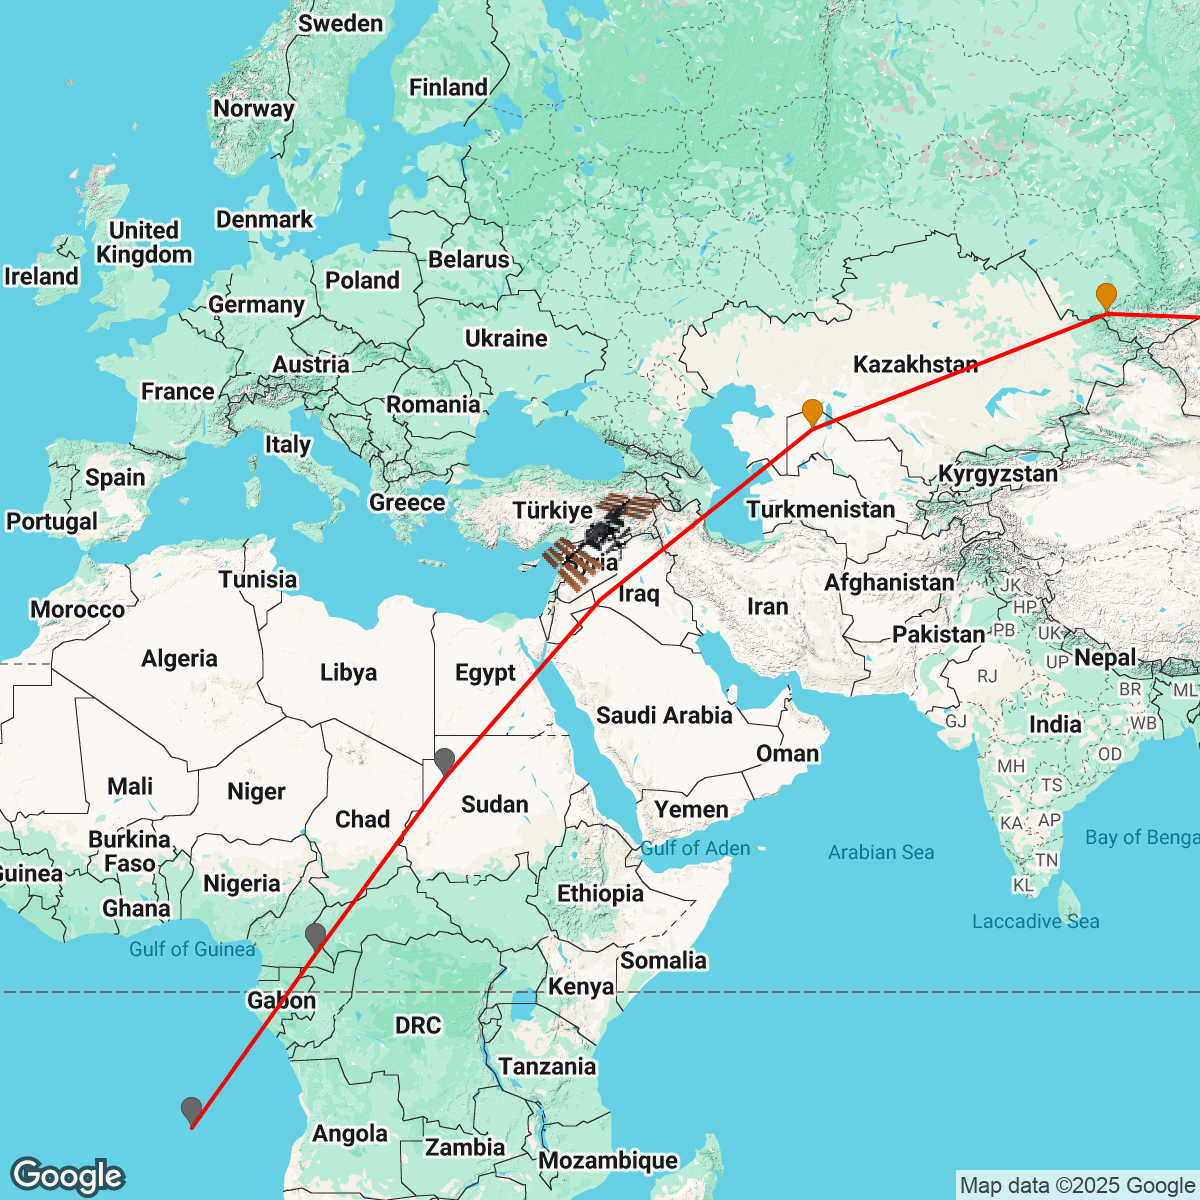 Sweden
Finland
Norway
Denmark
United
Kingdom
Ireland
Belarus
Poland
Germany
Ukraine
Austria
Kazakhstan
France
Romania
Italy
Kyrgyzstan
Spain
Greece
Türkiye
Turkmenistan
Portugal
Tunisia
Afghanistan
JK
Iraq
Iran
HP
Morocco
PB
UK
Pakistan
Algeria
Libya
Egypt
UP
Nepal
RJ
BR
ML
Saudi Arabia
GJ
India
WB
Oman
OD
MH
Mali
Niger
TS
Sudan
Yemen
Chad
KA
AP
Burkina
Faso
Gulf of Aden
Arabian Sea
Bay of Benga
TN
Guinea
Nigeria
KL
Ethiopia
Ghana
Laccadive Sea
Gulf of Guinea
Somalia
Kenya
Gabon
DRC
Tanzania
Angola
Zambia
Mozambique
Google
Map data ©2025 Google